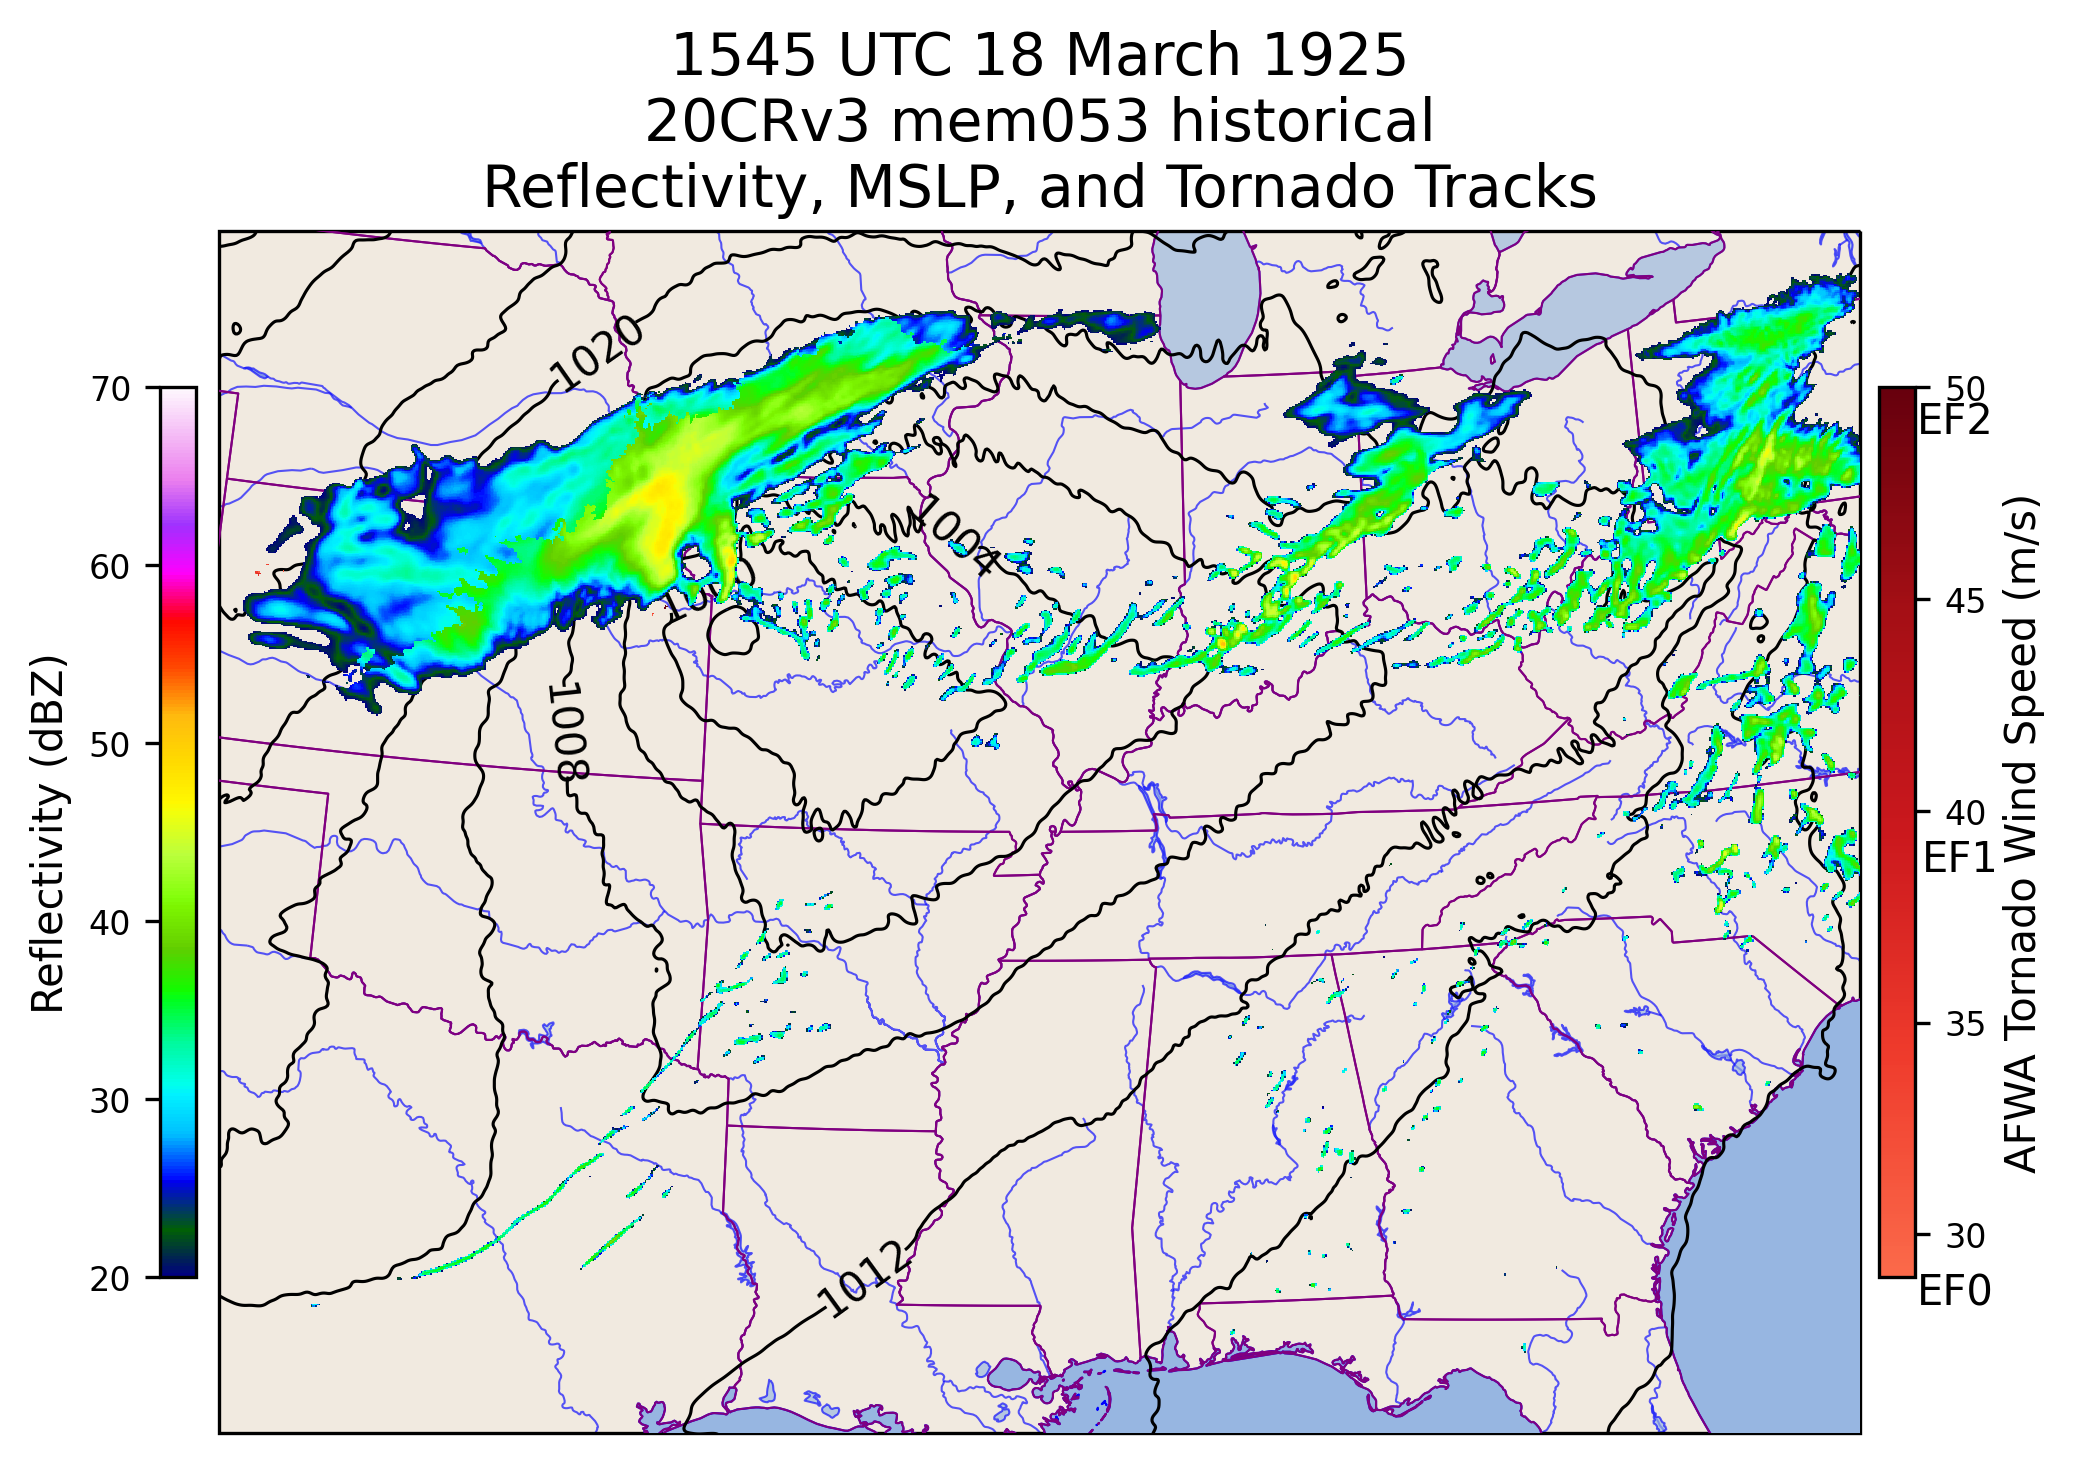 1545 UTC 18 March 1925
20CRv3 mem053 historical
Reflectivity, MSLP, and Tornado Tracks
Reflectivity (dBZ)
70
60
50
40
30
20
1020
1004
1008
1012
50
EF2
45
40
EF1
35
30
EF0
AFWA Tornado Wind Speed (m/s)